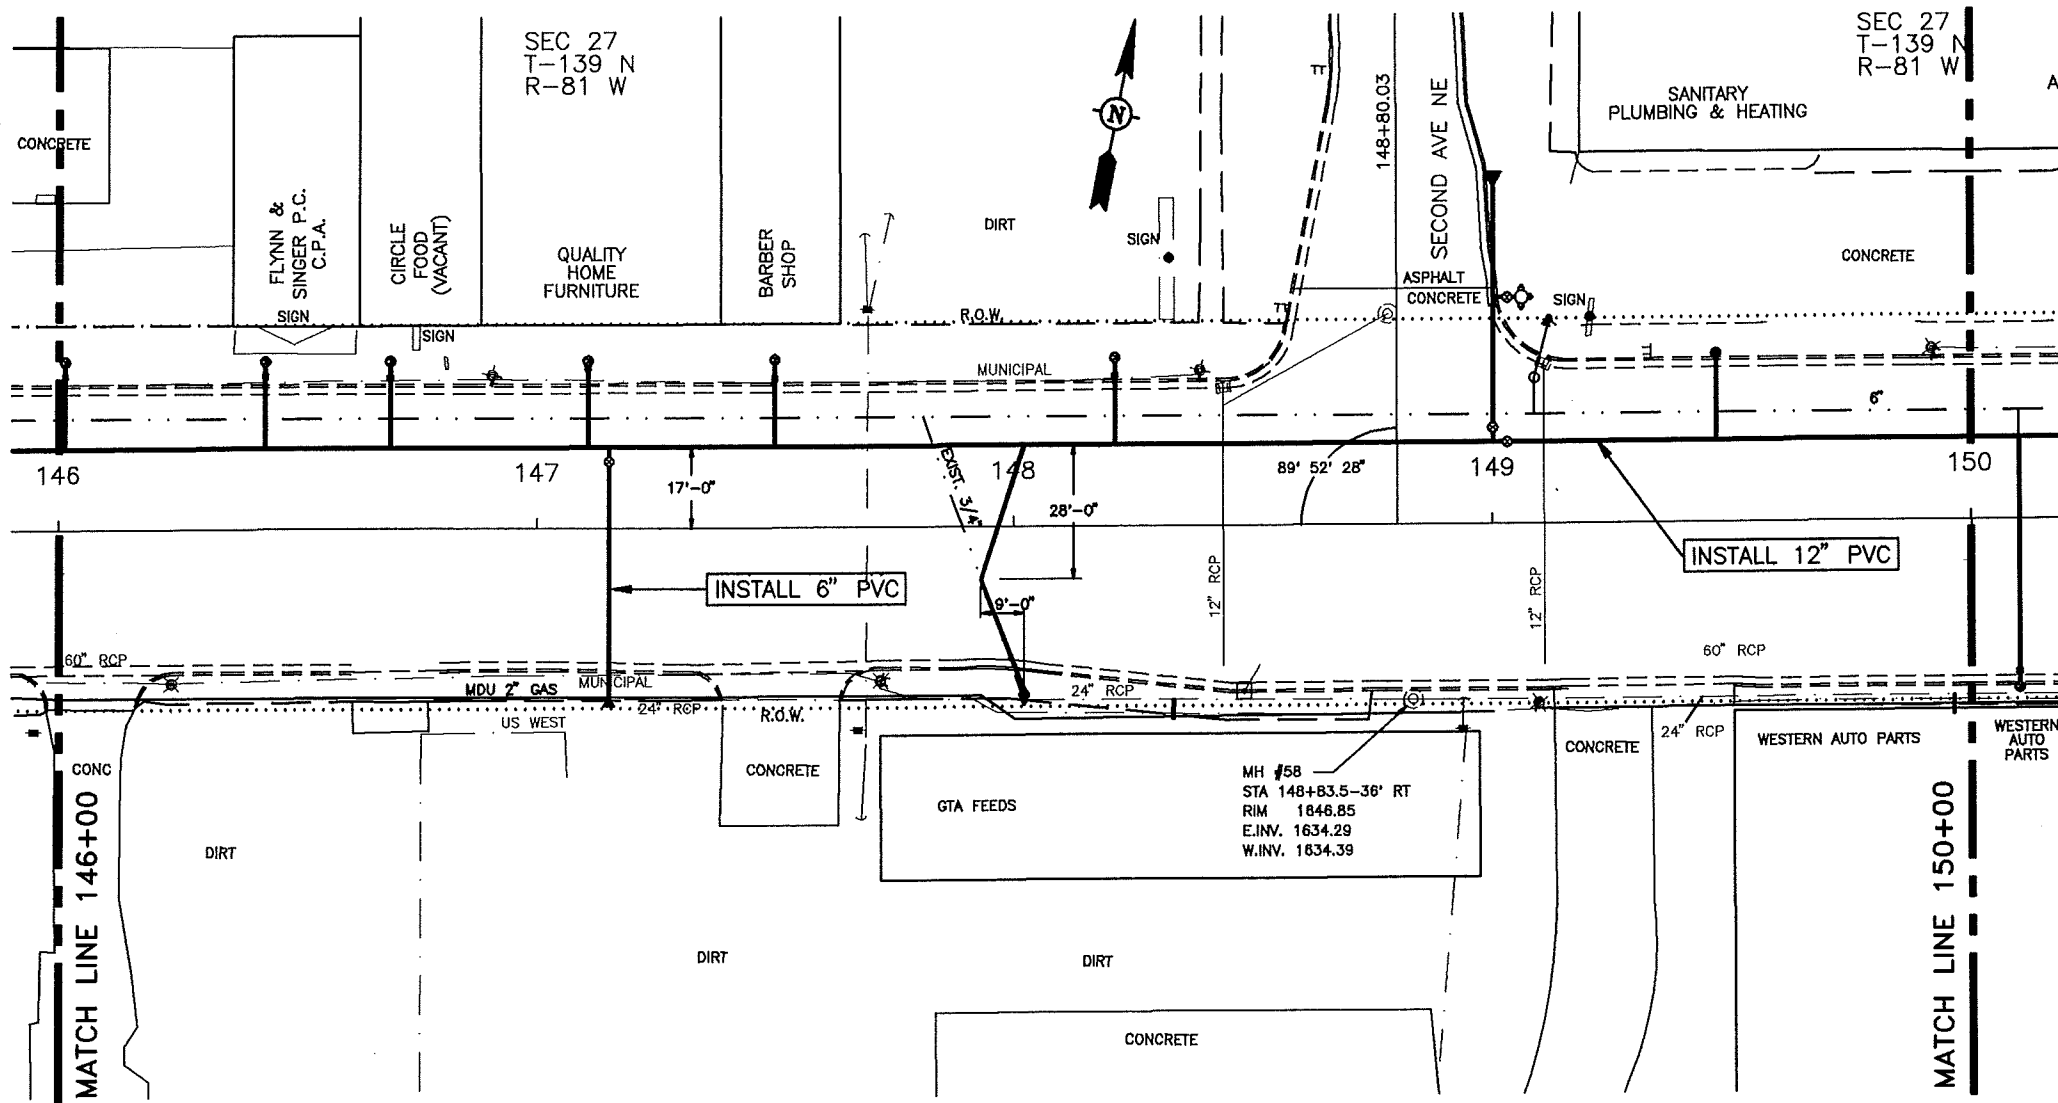 SEC 27
T-139 N
R-81 W
SEC 27
T-139 N
R-81 W
A
SANITARY
PLUMBING & HEATING
CONCRETE
N
148+80.03
SECOND AVE NE
FLYNN &
SINGER P.C.
C.P.A.
CIRCLE
FOOD
(VACANT)
QUALITY
HOME
FURNITURE
BARBER
SHOP
DIRT
SIGN
CONCRETE
ASPHALT
CONCRETE
SIGN
SIGN
R.O.W.
SIGN
MUNICIPAL
6"
146
147
148
149
150
17'-0"
EXIST. 3/4"
28'-0"
89' 52' 28"
INSTALL 12" PVC
INSTALL 6" PVC
9'-0"
12" RCP
12" RCP
60" RCP
60" RCP
MDU 2" GAS
MUNICIPAL
24" RCP
24" RCP
US WEST
R.O.W.
24" RCP
CONC
CONCRETE
CONCRETE
WESTERN AUTO PARTS
WESTERN
AUTO
PARTS
GTA FEEDS
MH #58
STA 148+83.5-36' RT
RIM 1646.85
E.INV. 1634.29
W.INV. 1634.39
DIRT
DIRT
DIRT
CONCRETE
MATCH LINE 146+00
MATCH LINE 150+00